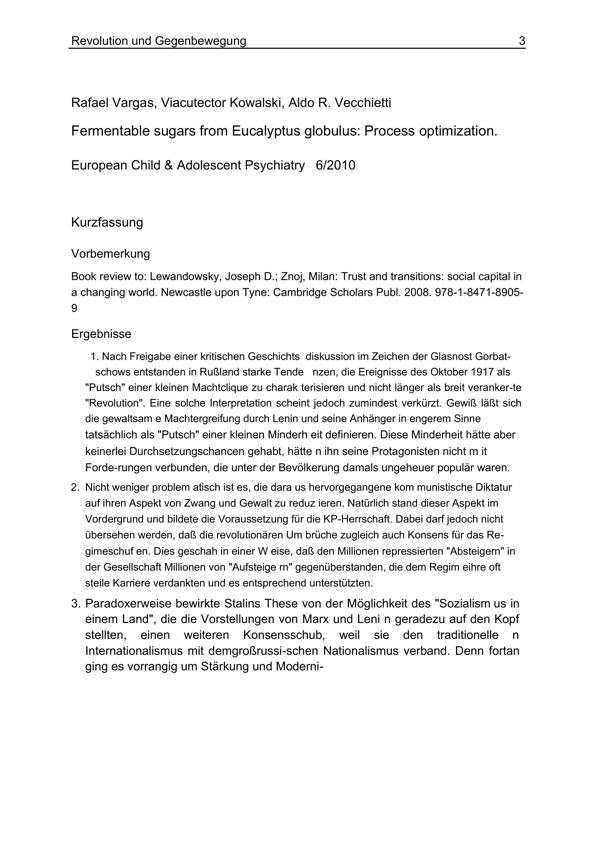 Revolution und Gegenbewegung 3
Rafael Vargas, Viacutector Kowalski, Aldo R. Vecchietti
Fermentable sugars from Eucalyptus globulus: Process optimization.
European Child & Adolescent Psychiatry 6/2010
Kurzfassung
Vorbemerkung
Book review to: Lewandowsky, Joseph D.; Znoj, Milan: Trust and transitions: social capital in
a changing world. Newcastle upon Tyne: Cambridge Scholars Publ. 2008. 978-1-8471-8905-
9
Ergebnisse
1. Nach Freigabe einer kritischen Geschichts diskussion im Zeichen der Glasnost Gorbat-
schows entstanden in Rußland starke Tende nzen, die Ereignisse des Oktober 1917 als
"Putsch" einer kleinen Machtclique zu charak terisieren und nicht länger als breit veranker-te
"Revolution". Eine solche Interpretation scheint jedoch zumindest verkürzt. Gewiß läßt sich
die gewaltsam e Machtergreifung durch Lenin und seine Anhänger in engerem Sinne
tatsächlich als "Putsch" einer kleinen Minderh eit definieren. Diese Minderheit hätte aber
keinerlei Durchsetzungschancen gehabt, hätte n ihn seine Protagonisten nicht m it
Forde-rungen verbunden, die unter der Bevölkerung damals ungeheuer populär waren.
2. Nicht weniger problem atisch ist es, die dara us hervorgegangene kom munistische Diktatur
auf ihren Aspekt von Zwang und Gewalt zu reduz ieren. Natürlich stand dieser Aspekt im
Vordergrund und bildete die Voraussetzung für die KP-Herrschaft. Dabei darf jedoch nicht
übersehen werden, daß die revolutionären Um brüche zugleich auch Konsens für das Re-
gimeschuf en. Dies geschah in einer W eise, daß den Millionen repressierten "Absteigern" in
der Gesellschaft Millionen von "Aufsteige rn" gegenüberstanden, die dem Regim eihre oft
steile Karriere verdankten und es entsprechend unterstützten.
3. Paradoxerweise bewirkte Stalins These von der Möglichkeit des "Sozialism us in
einem Land", die die Vorstellungen von Marx und Leni n geradezu auf den Kopf
stellten, einen weiteren Konsensschub, weil sie den traditionelle n
Internationalismus mit demgroßrussi-schen Nationalismus verband. Denn fortan
ging es vorrangig um Stärkung und Moderni-